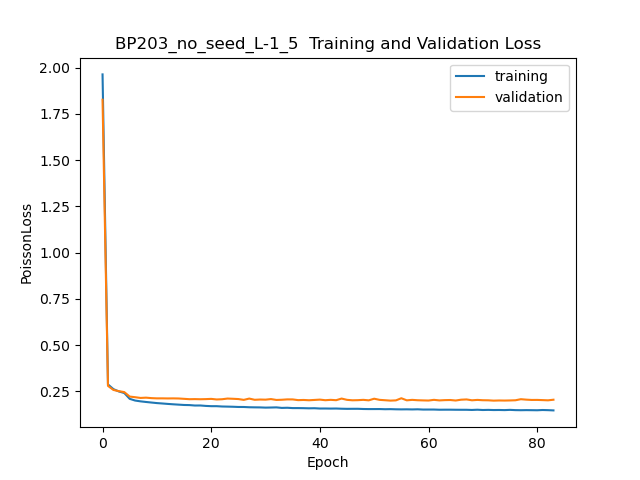 BP203_no_seed_L-1_5  Training and Validation Loss
training
validation
2.00
1.75
1.50
1.25
1.00
0.75
0.50
0.25
PoissonLoss
0
20
40
60
80
Epoch